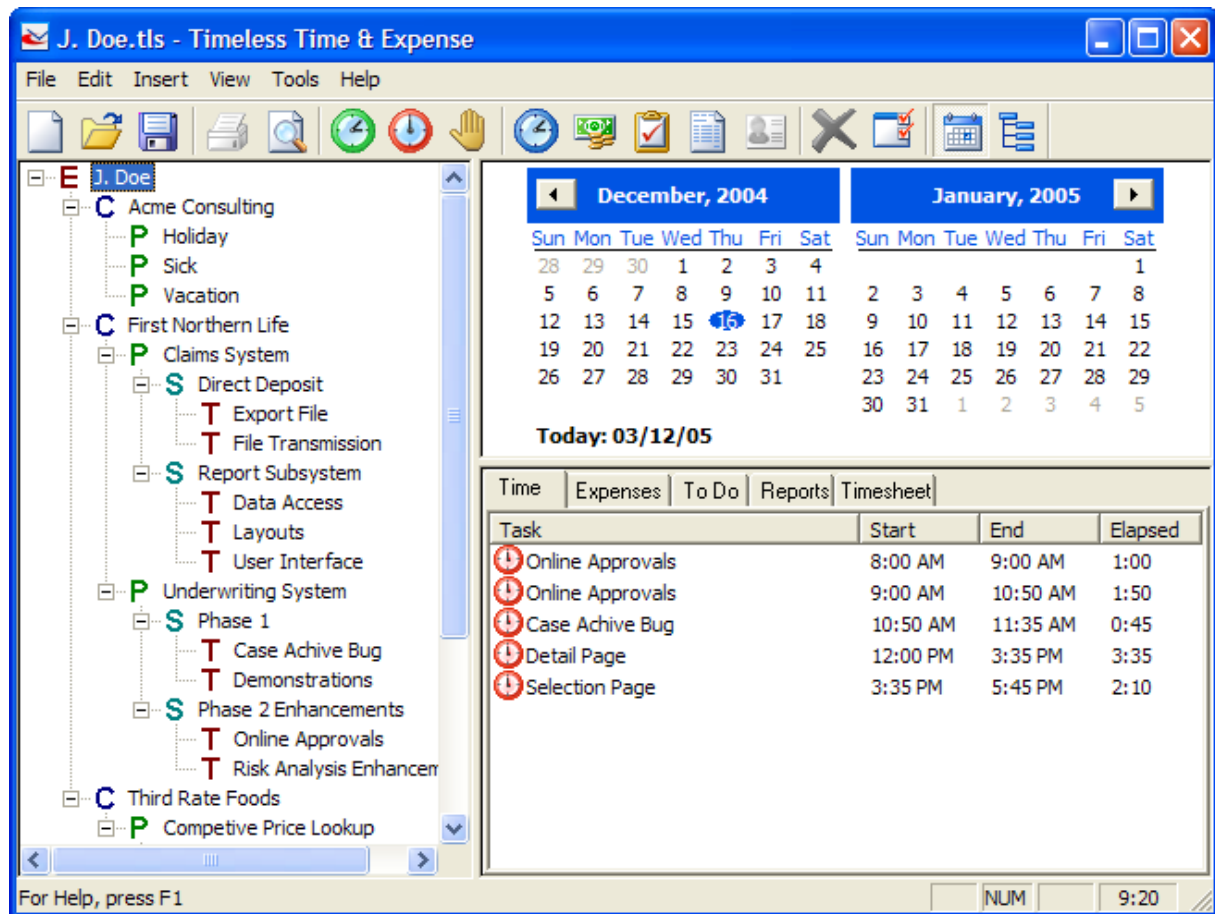 J. Doe.tls - Timeless Time & Expense
File Edit Insert View Tools Help
E J. Doe
C Acme Consulting
P Holiday
P Sick
P Vacation
C First Northern Life
P Claims System
S Direct Deposit
T Export File
T File Transmission
S Report Subsystem
T Data Access
T Layouts
T User Interface
P Underwriting System
S Phase 1
T Case Achive Bug
T Demonstrations
S Phase 2 Enhancements
T Online Approvals
T Risk Analysis Enhancem
C Third Rate Foods
P Competive Price Lookup
December, 2004
Sun Mon Tue Wed Thu Fri Sat
28 29 30 1 2 3 4
5 6 7 8 9 10 11
12 13 14 15 16 17 18
19 20 21 22 23 24 25
26 27 28 29 30 31
January, 2005
Sun Mon Tue Wed Thu Fri Sat
1
2 3 4 5 6 7 8
9 10 11 12 13 14 15
16 17 18 19 20 21 22
23 24 25 26 27 28 29
30 31 1 2 3 4 5
Today: 03/12/05
Time Expenses To Do Reports Timesheet
Task Start End Elapsed
Online Approvals 8:00 AM 9:00 AM 1:00
Online Approvals 9:00 AM 10:50 AM 1:50
Case Achive Bug 10:50 AM 11:35 AM 0:45
Detail Page 12:00 PM 3:35 PM 3:35
Selection Page 3:35 PM 5:45 PM 2:10
For Help, press F1 NUM 9:20